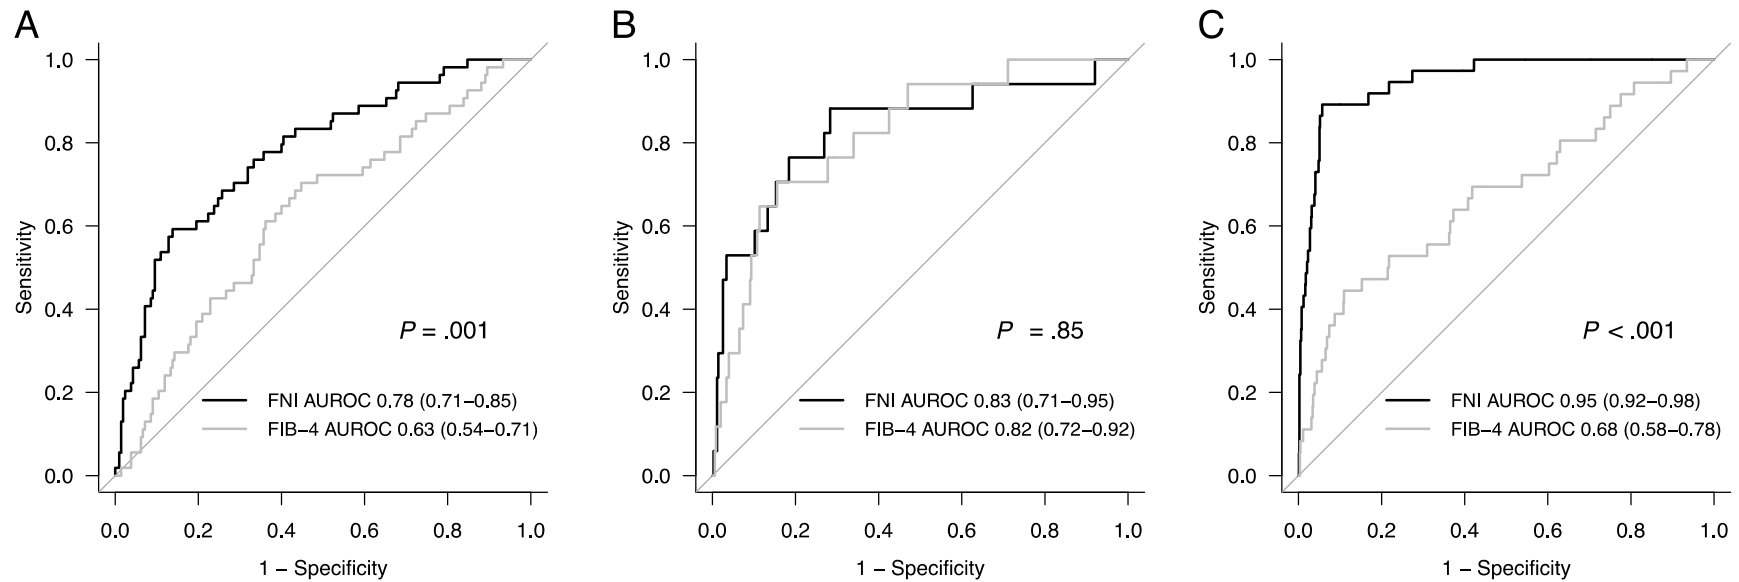 A
1.0
0.8
0.6
0.4
0.2
0.0
Sensitivity
P = .001
FNI AUROC 0.78 (0.71–0.85)
FIB–4 AUROC 0.63 (0.54–0.71)
0.0 0.2 0.4 0.6 0.8 1.0
1 – Specificity
B
1.0
0.8
0.6
0.4
0.2
0.0
Sensitivity
P = .85
FNI AUROC 0.83 (0.71–0.95)
FIB–4 AUROC 0.82 (0.72–0.92)
0.0 0.2 0.4 0.6 0.8 1.0
1 – Specificity
C
1.0
0.8
0.6
0.4
0.2
0.0
Sensitivity
P < .001
FNI AUROC 0.95 (0.92–0.98)
FIB–4 AUROC 0.68 (0.58–0.78)
0.0 0.2 0.4 0.6 0.8 1.0
1 – Specificity